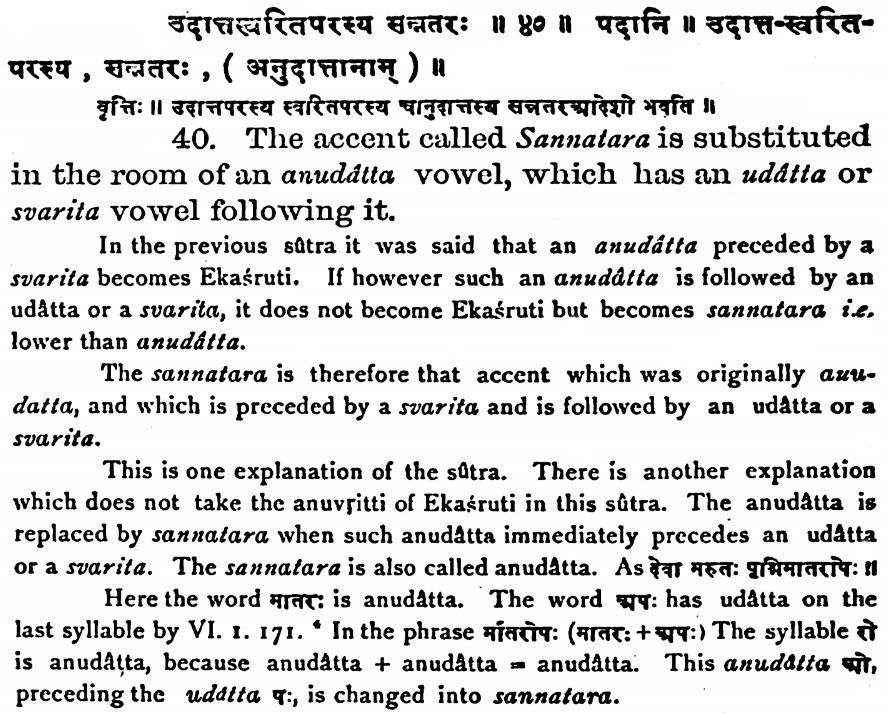 उदात्तस्वरितपरस्य सन्नतरः ॥ ४० ॥ पदानि ॥ उदात्त-स्वरित-
परस्य , सन्नतरः , ( अनुदात्तानाम् ) ॥
वृत्तिः ॥ उदात्तपरस्य स्वरितपरस्य चानुदात्तस्य सन्नतरआदेशो भवति ॥
40. The accent called Sannatara is substituted
in the room of an anudâtta vowel, which has an udâtta or
svarita vowel following it.
In the previous sûtra it was said that an anudâtta preceded by a
svarita becomes Ekaśruti. If however such an anudâtta is followed by an
udâtta or a svarita, it does not become Ekaśruti but becomes sannatara i.e.
lower than anudâtta.
The sannatara is therefore that accent which was originally anu-
datta, and which is preceded by a svarita and is followed by an udâtta or a
svarita.
This is one explanation of the sûtra. There is another explanation
which does not take the anuvṛitti of Ekaśruti in this sûtra. The anudâtta is
replaced by sannatara when such anudâtta immediately precedes an udâtta
or a svarita. The sannatara is also called anudâtta. As देवा मरुतः पृश्निमातरोपः ॥
Here the word मातरः is anudâtta. The word अपः has udâtta on the
last syllable by VI. 1. 171. In the phrase मातरोपः (मातरः + अपः) The syllable रो
is anudâtṭa, because anudâtta + anudâtta = anudâtta. This anudâtta ओ,
preceding the udâtta पः, is changed into sannatara.